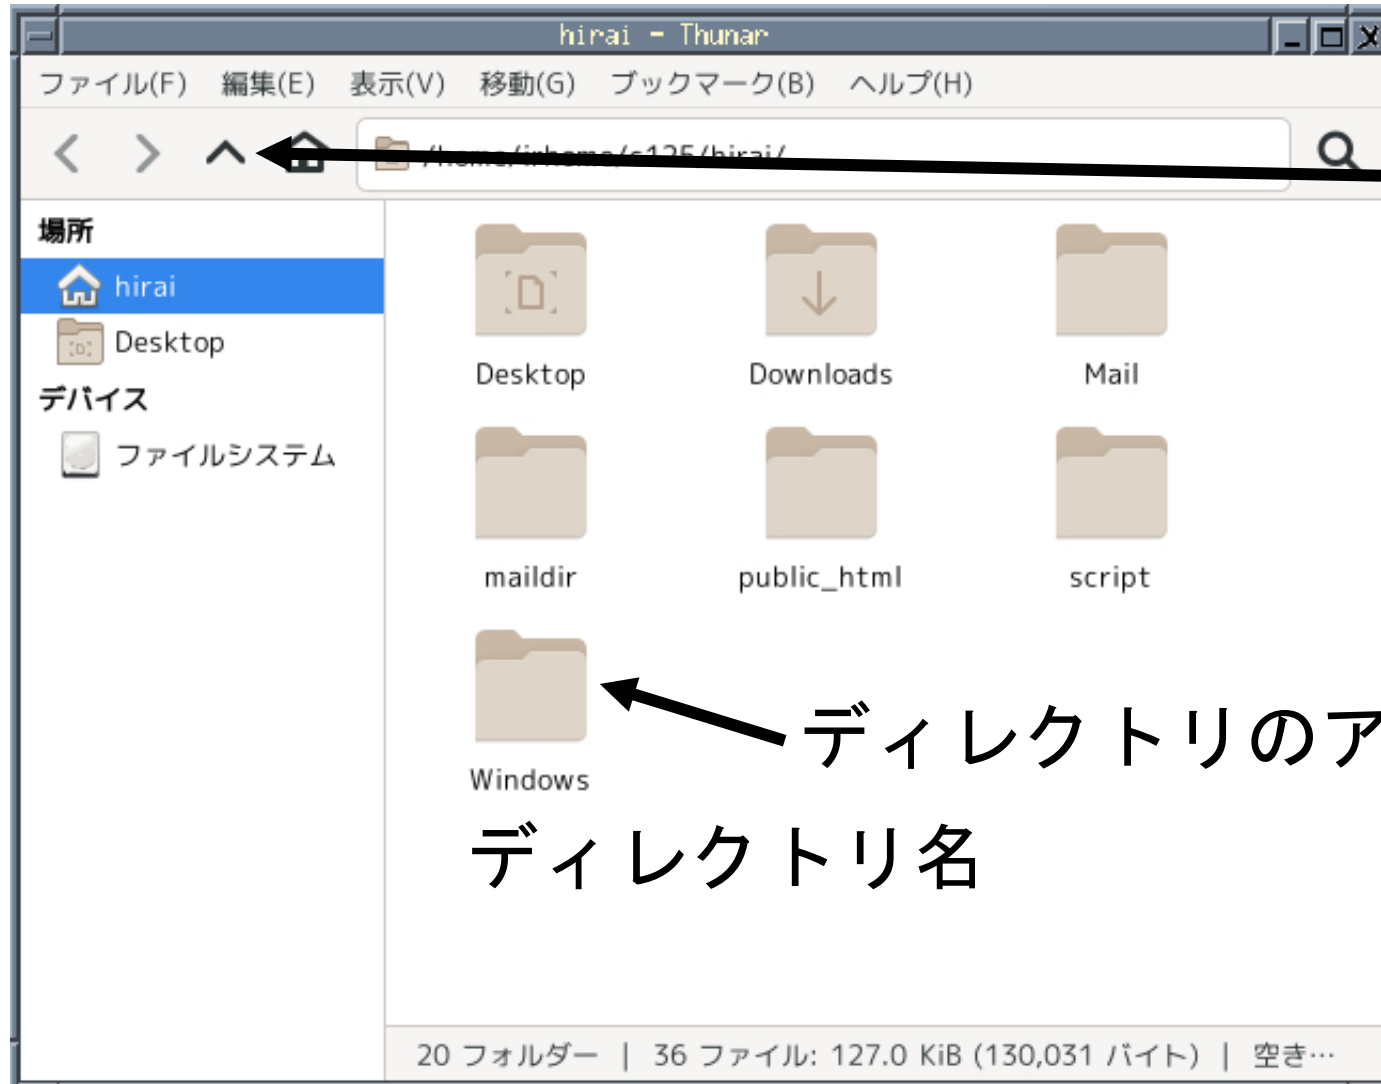 hirai - Thunar
ファイル(F) 編集(E) 表示(V) 移動(G) ブックマーク(B) ヘルプ(H)
/home/irhome/s125/hirai/
場所
hirai
Desktop
デバイス
ファイルシステム
Desktop Downloads Mail
maildir public_html script
Windows
ディレクトリのア
ディレクトリ名
20 フォルダー | 36 ファイル: 127.0 KiB (130,031 バイト) | 空き…